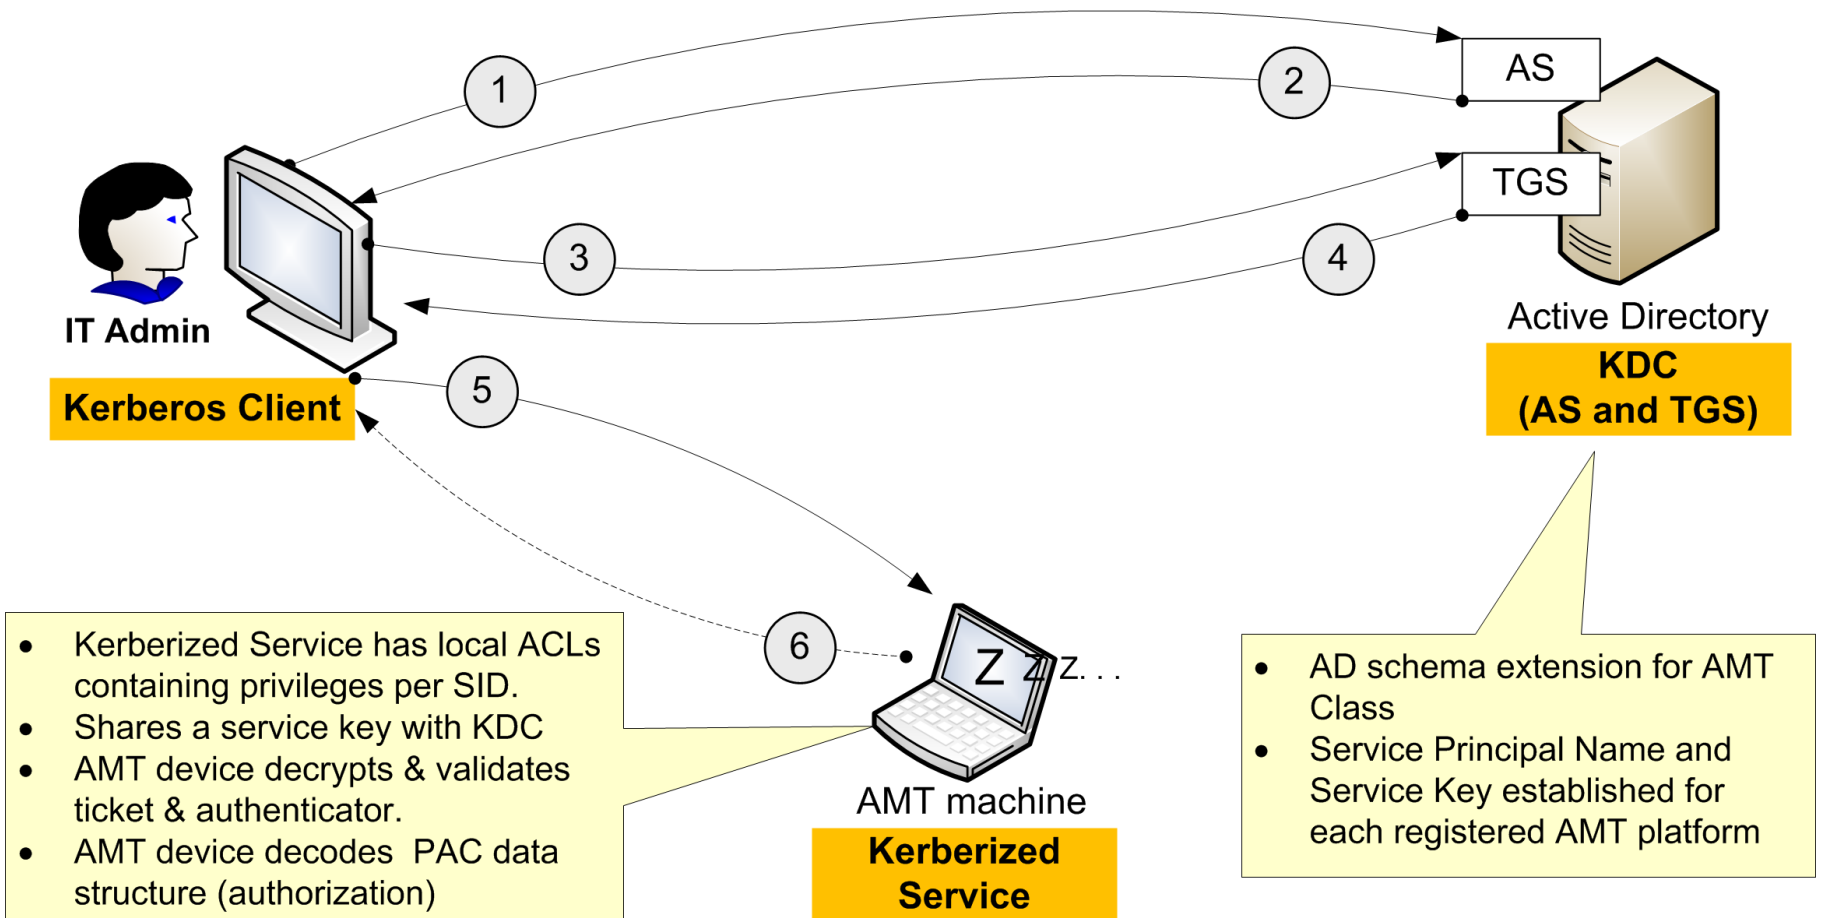 1
2
AS
TGS
3
4
IT Admin
Kerberos Client
Active Directory
KDC
(AS and TGS)
5
6
Z z z. . .
• Kerberized Service has local ACLs
containing privileges per SID.
• Shares a service key with KDC
• AMT device decrypts & validates
ticket & authenticator.
• AMT device decodes PAC data
structure (authorization)
AMT machine
Kerberized
Service
• AD schema extension for AMT
Class
• Service Principal Name and
Service Key established for
each registered AMT platform